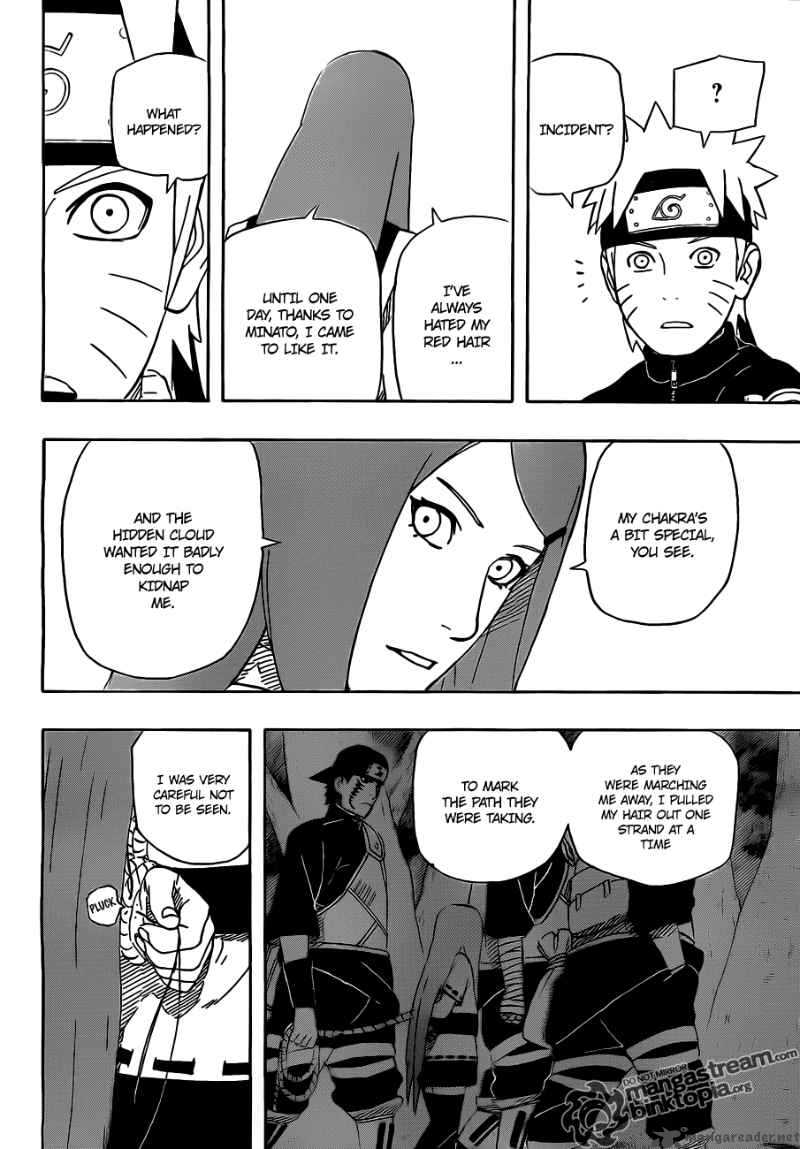 ?
INCIDENT?
I'VE
ALWAYS
HATED MY
RED HAIR
...
UNTIL ONE
DAY, THANKS TO
MINATO, I CAME
TO LIKE IT.
WHAT
HAPPENED?
MY CHAKRA'S
A BIT SPECIAL,
YOU SEE.
AND THE
HIDDEN CLOUD
WANTED IT BADLY
ENOUGH TO
KIDNAP
ME.
AS THEY
WERE MARCHING
ME AWAY, I PULLED
MY HAIR OUT ONE
STRAND AT A
TIME
TO MARK
THE PATH THEY
WERE TAKING.
I WAS VERY
CAREFUL NOT
TO BE SEEN.
PLUCK
DO NOT MIRROR
mangastream.com
binktopia.org
mangareader.net